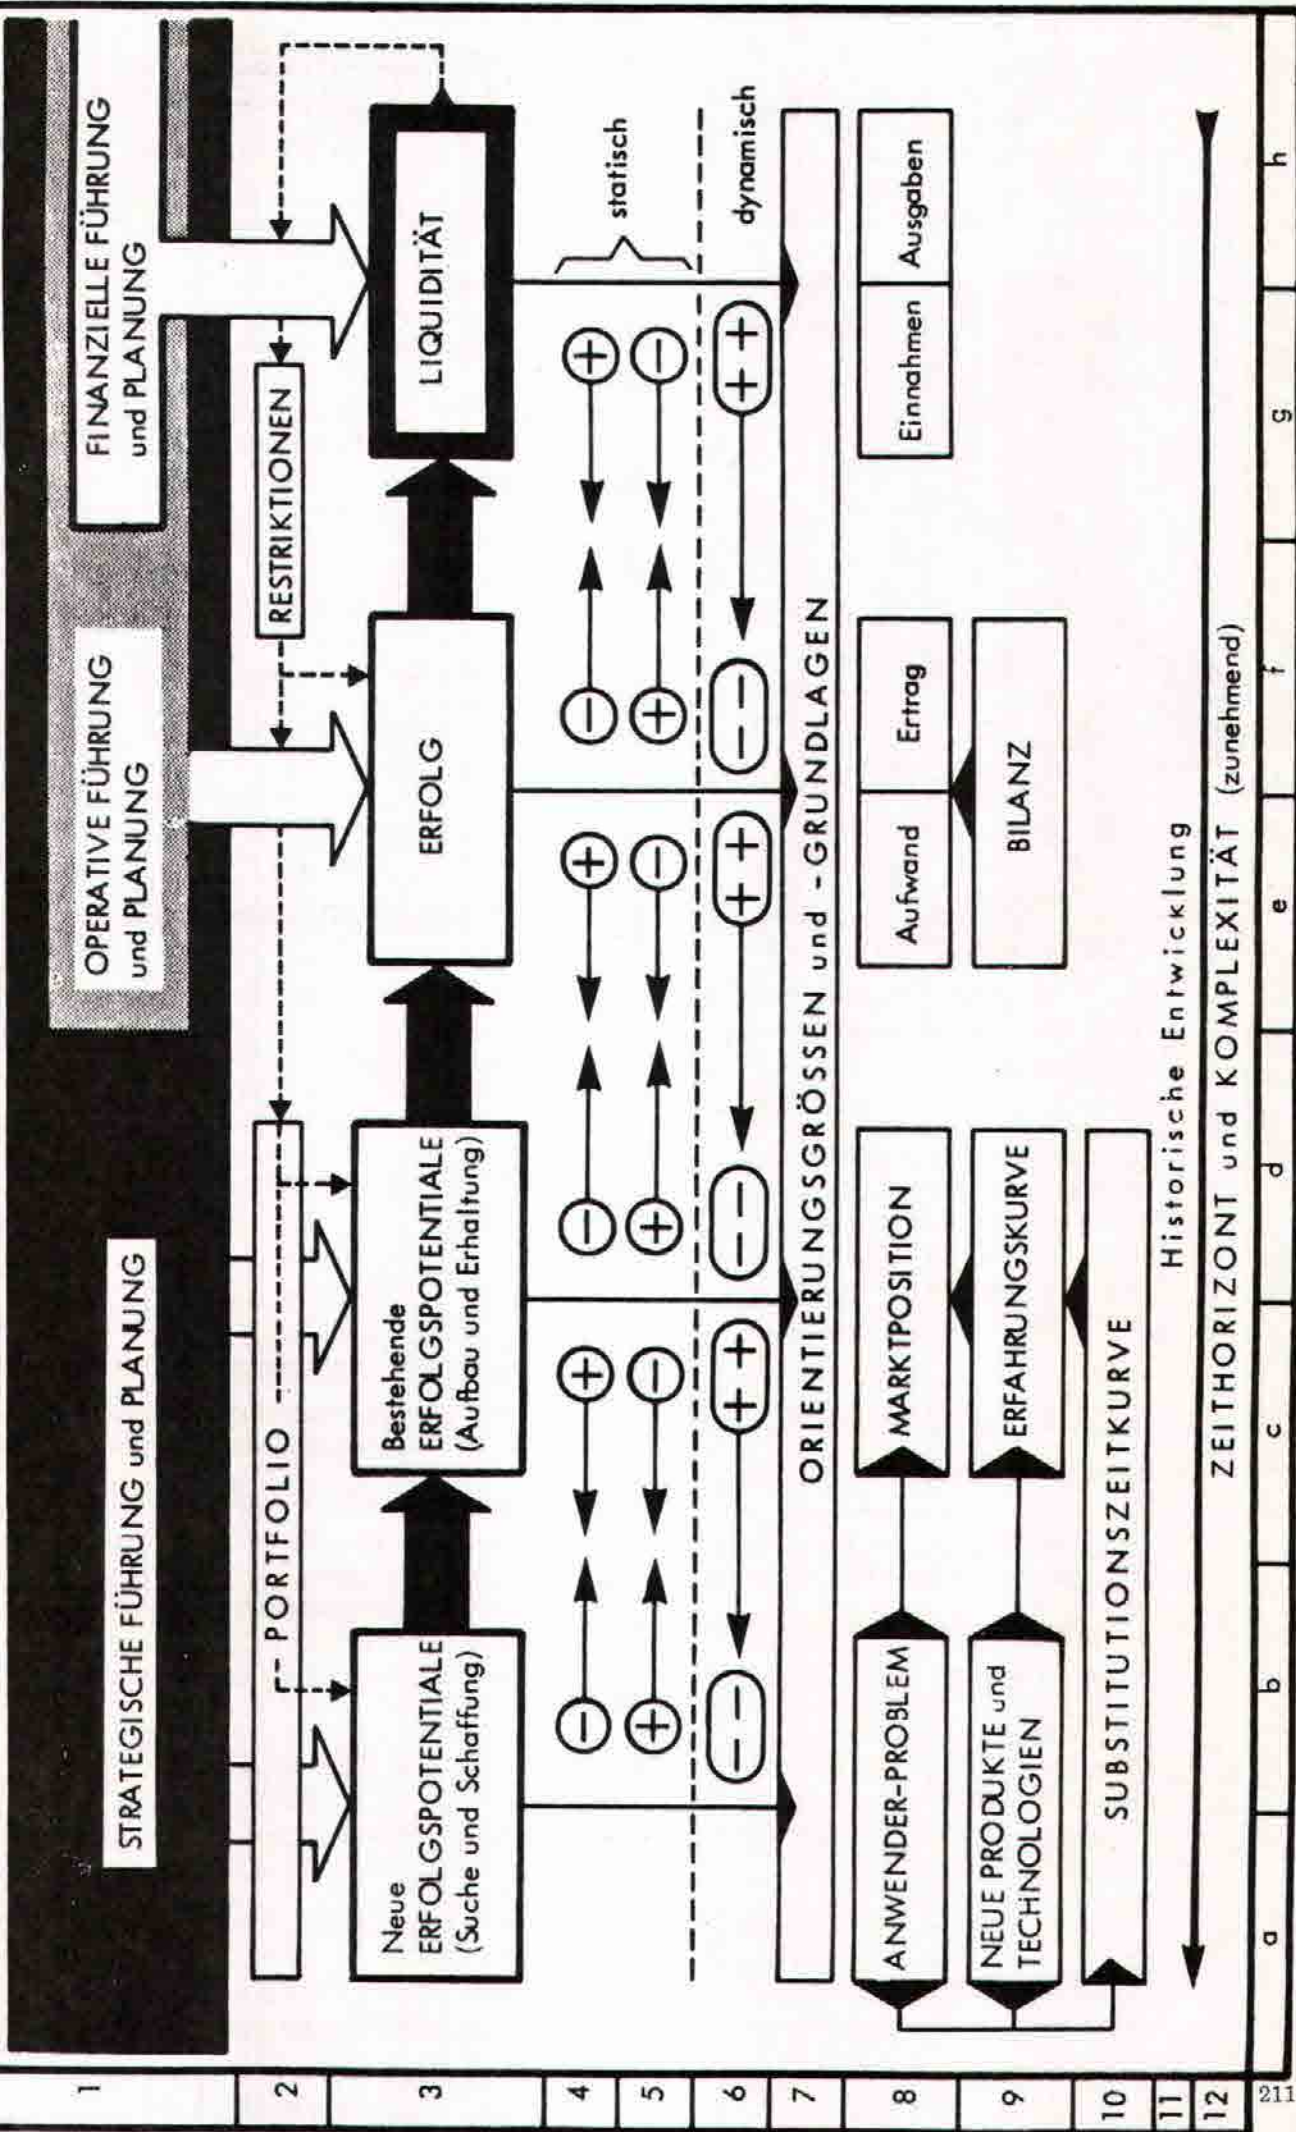 1
STRATEGISCHE FÜHRUNG und PLANUNG
OPERATIVE FÜHRUNG
und PLANUNG
FINANZIELLE FÜHRUNG
und PLANUNG
2
PORTFOLIO
RESTRIKTIONEN
3
Neue
ERFOLGSPOTENTIALE
(Suche und Schaffung)
Bestehende
ERFOLGSPOTENTIALE
(Aufbau und Erhaltung)
ERFOLG
LIQUIDITÄT
4
− + − + − +
5
+ − + − + −
statisch
6
− − + + − − + + − − + +
dynamisch
7
ORIENTIERUNGSGRÖSSEN und -GRUNDLAGEN
8
ANWENDER-PROBLEM
MARKTPOSITION
Aufwand
Ertrag
Einnahmen
Ausgaben
9
NEUE PRODUKTE und
TECHNOLOGIEN
ERFAHRUNGSKURVE
BILANZ
10
SUBSTITUTIONSZEITKURVE
11
Historische Entwicklung
12
ZEITHORIZONT und KOMPLEXITÄT (zunehmend)
a b c d e f g h
211